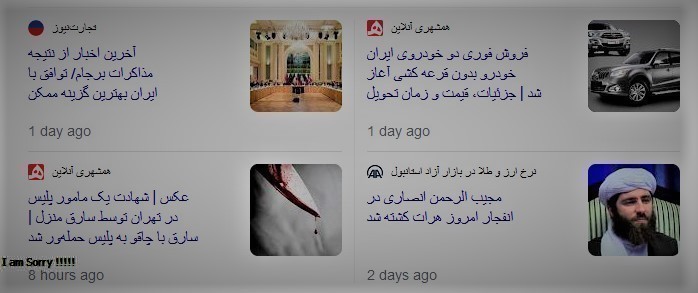 تجارت‌نیوز
آخرین اخبار از نتیجه
مذاکرات برجام/ توافق با
ایران بهترین گزینه ممکن
1 day ago
همشهری آنلاین
فروش فوری دو خودروی ایران
خودرو بدون قرعه کشی آغاز
شد | جزئیات، قیمت و زمان تحویل
1 day ago
همشهری آنلاین
عکس | شهادت یک مامور پلیس
در تهران توسط سارق منزل |
سارق با چاقو به پلیس حمله‌ور شد
I am Sorry !!!!!
8 hours ago
نرخ ارز و طلا در بازار آزاد استانبول
مجیب الرحمن انصاری در
انفجار امروز هرات کشته شد
2 days ago